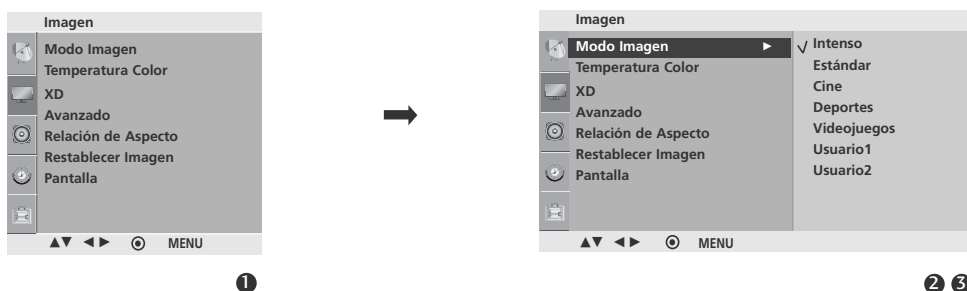 Imagen
Modo Imagen
Temperatura Color
XD
Avanzado
Relación de Aspecto
Restablecer Imagen
Pantalla
MENU
1
Imagen
Modo Imagen
Temperatura Color
XD
Avanzado
Relación de Aspecto
Restablecer Imagen
Pantalla
Intenso
Estándar
Cine
Deportes
Videojuegos
Usuario1
Usuario2
MENU
2 3